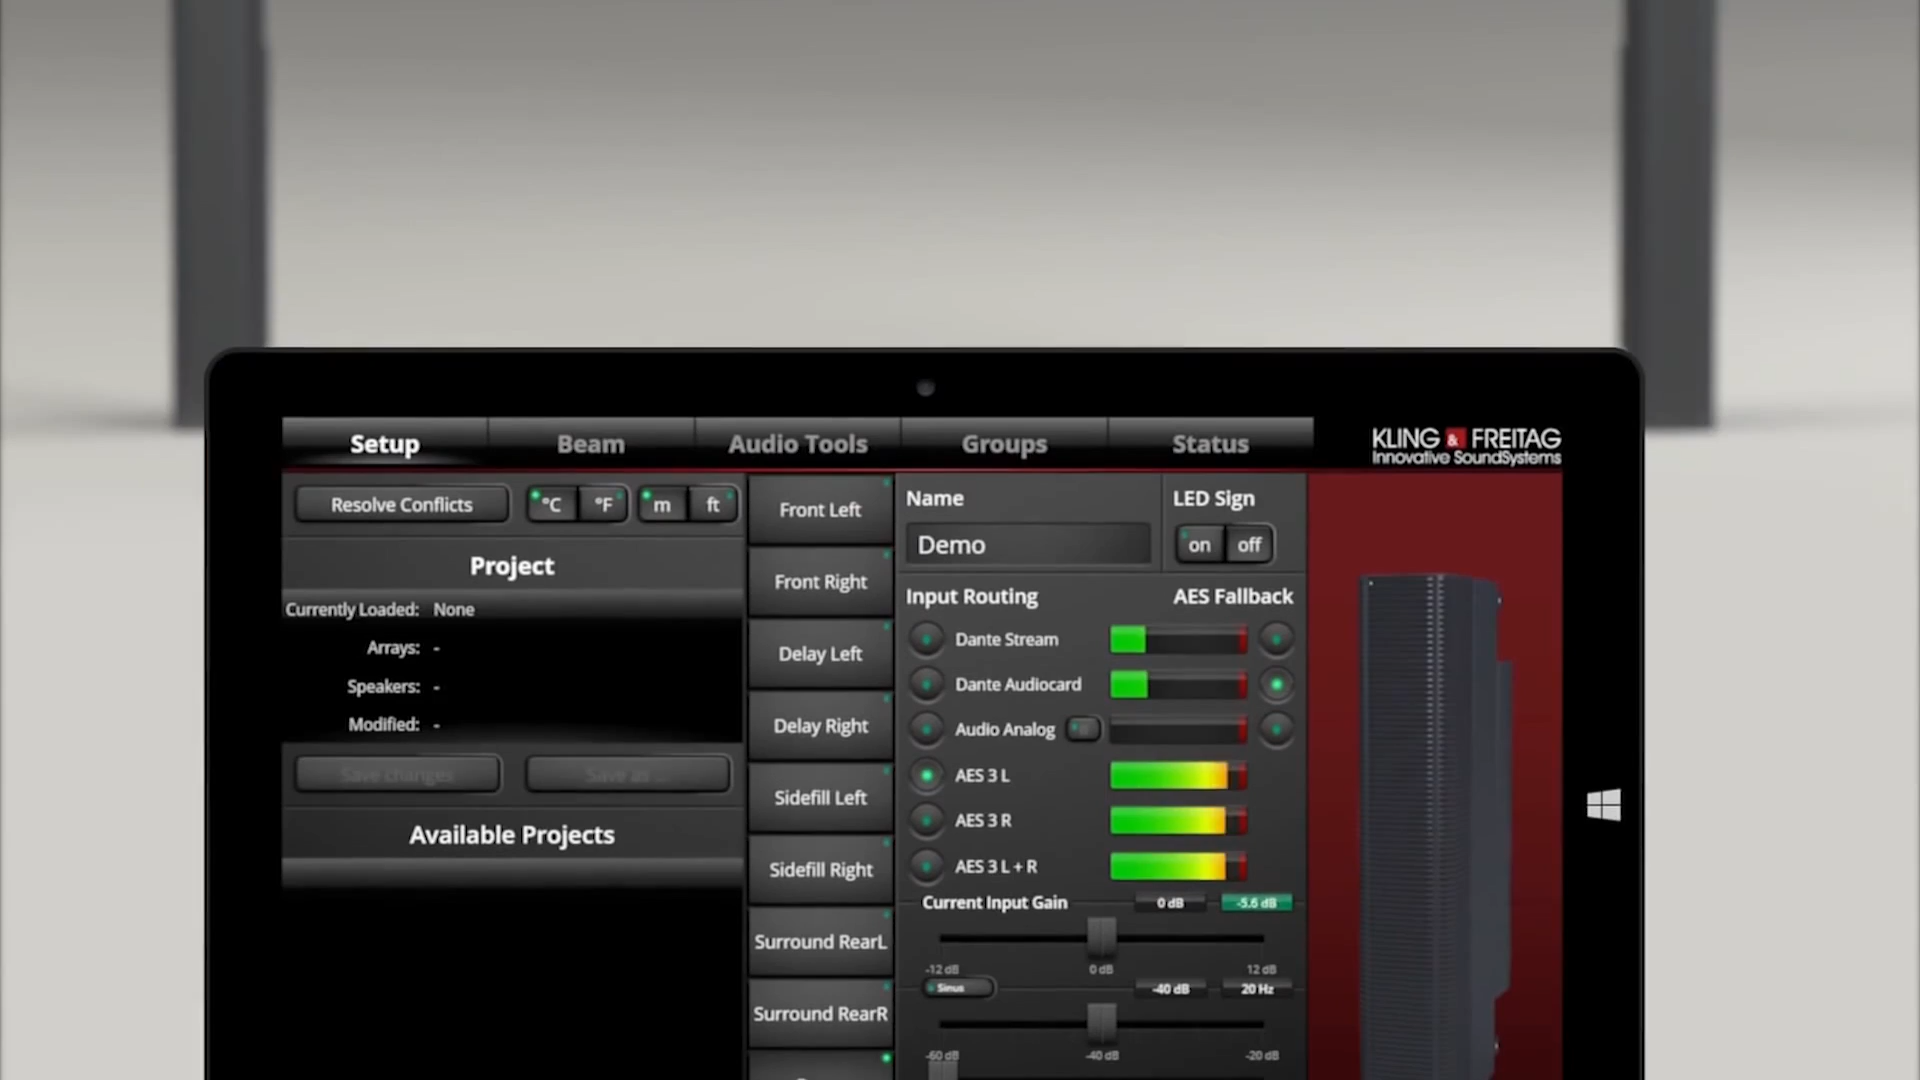 Setup
Beam
Audio Tools
Groups
Status
KLING & FREITAG
Innovative SoundSystems
Resolve Conflicts
°C
°F
m
ft
Project
Currently Loaded: None
Arrays: -
Speakers: -
Modified: -
Save changes
Save as ...
Available Projects
Front Left
Front Right
Delay Left
Delay Right
Sidefill Left
Sidefill Right
Surround RearL
Surround RearR
Name
Demo
LED Sign
on
off
Input Routing
AES Fallback
Dante Stream
Dante Audiocard
Audio Analog
AES 3 L
AES 3 R
AES 3 L + R
Current Input Gain
0 dB
-5.6 dB
-12 dB
0 dB
12 dB
Sinus
-40 dB
20 Hz
-60 dB
-40 dB
-20 dB